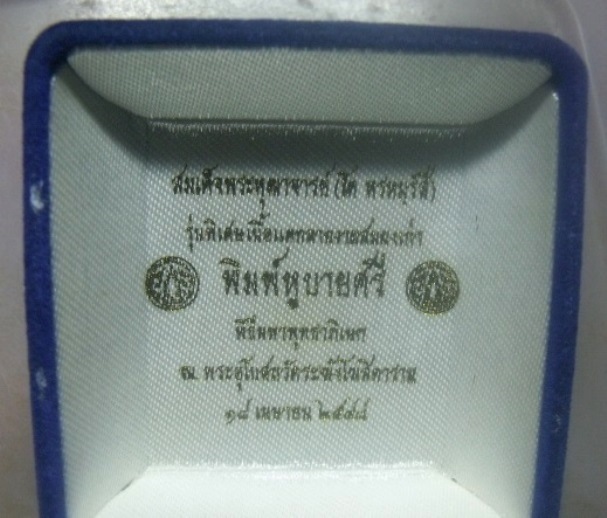 สมเด็จพระพุฒาจารย์ (โต พรหมรังสี)
รุ่นพิเศษเนื้อแตกลายงาผสมผงเก่า
พิมพ์หูบายศรี
พิธีมหาพุทธาภิเษก
ณ พระอุโบสถวัดระฆังโฆสิตาราม
๑๘ เมษายน ๒๕๔๘